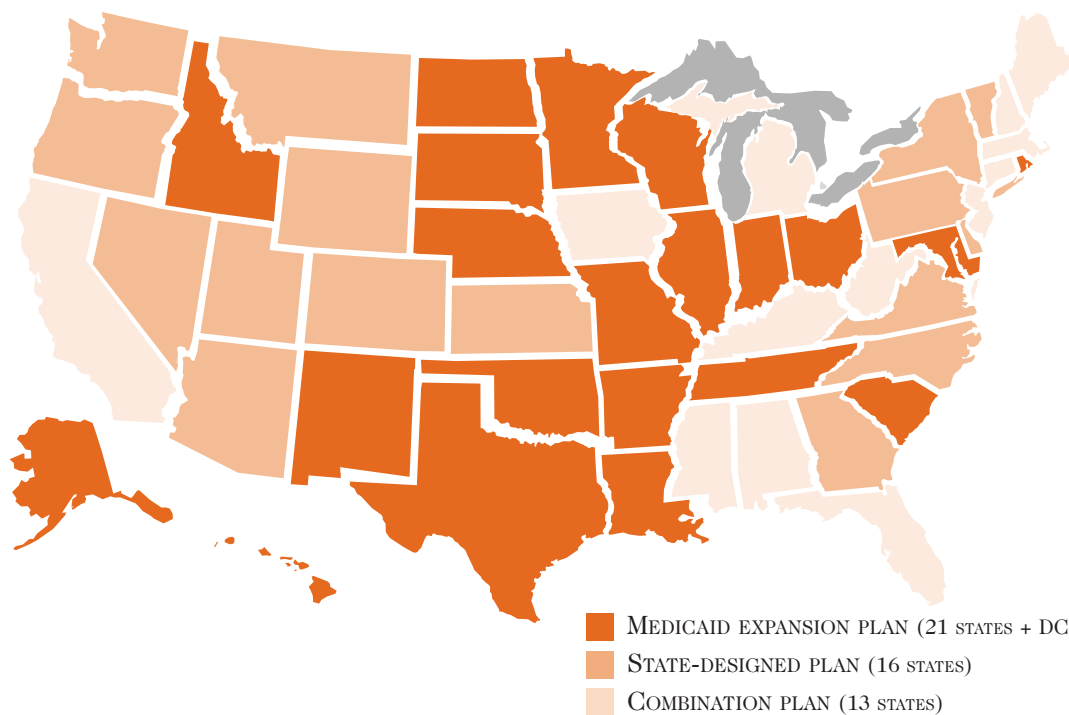 Medicaid expansion plan (21 states + DC
State-designed plan (16 states)
Combination plan (13 states)